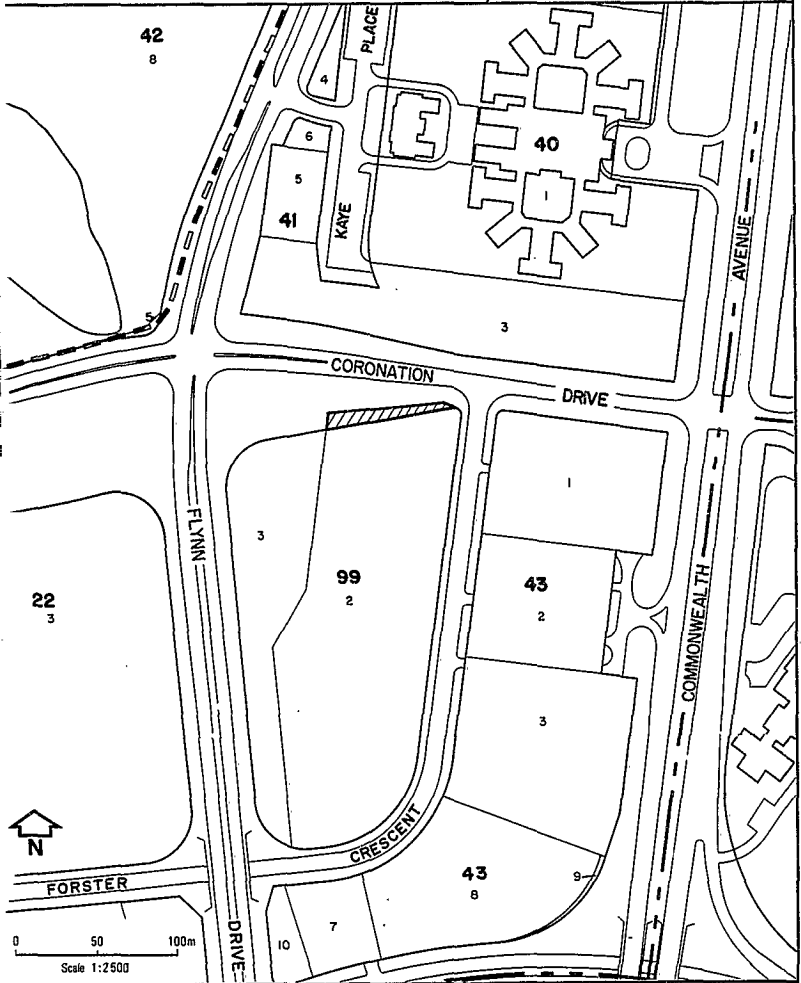 42
8
PLACE
4
6
5
41
KAYE
40
1
AVENUE
5
3
CORONATION
DRIVE
FLYNN
3
99
2
1
43
2
22
3
COMMONWEALTH
3
N
CRESCENT
FORSTER
43
8
9
7
10
DRIVE
0 50 100m
Scale 1:2500